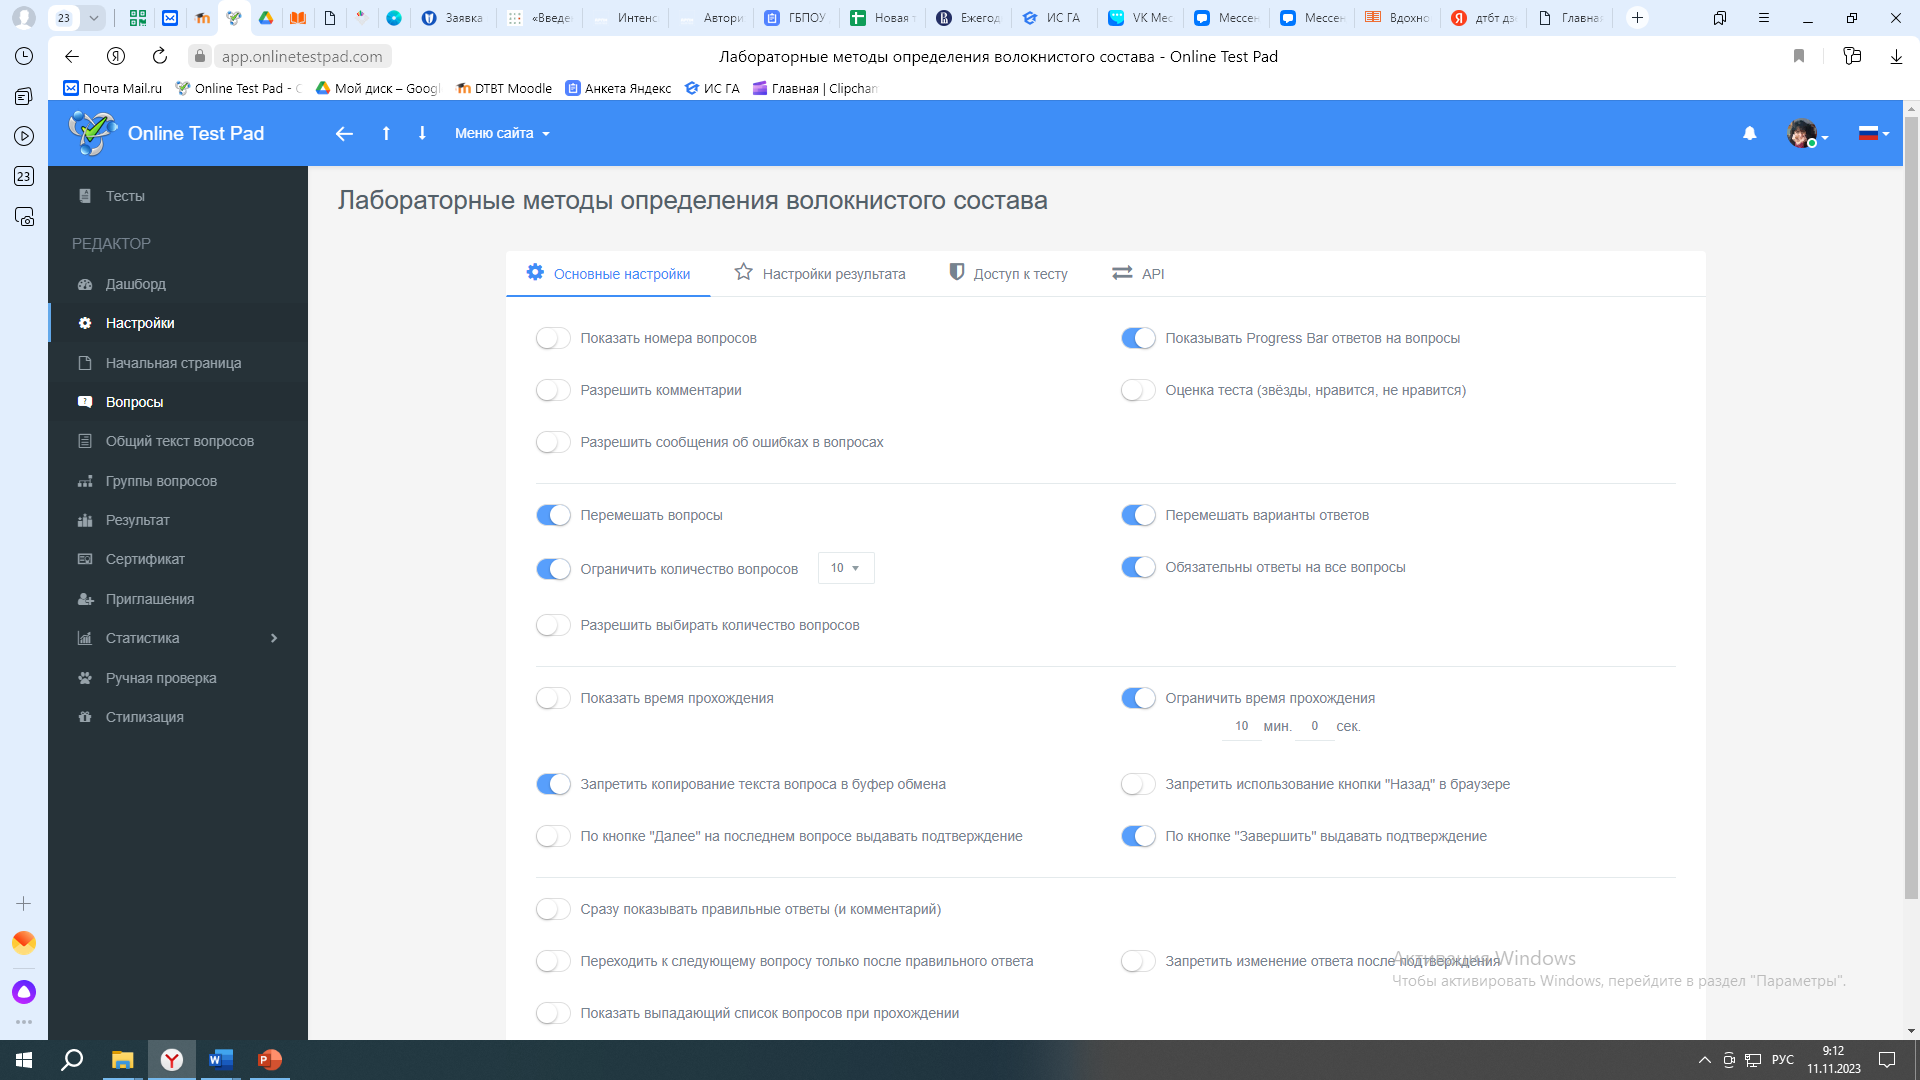 23
Заявка
«Введе
Интенс
Автори
ГБПОУ
Новая т
Ежегод
ИС ГА
VK Мес
Мессен
Мессен
Вдохно
дтбт дз
Главна
app.onlinetestpad.com
Лабораторные методы определения волокнистого состава - Online Test Pad
Почта Mail.ru
Online Test Pad - С
Мой диск – Googl
DTBT Moodle
Анкета Яндекс
ИС ГА
Главная | Clipcham
23
Online Test Pad
Меню сайта
Лабораторные методы определения волокнистого состава
Тесты
РЕДАКТОР
Дашборд
Настройки
Начальная страница
Вопросы
Общий текст вопросов
Группы вопросов
Результат
Сертификат
Приглашения
Статистика
Ручная проверка
Стилизация
Основные настройки
Настройки результата
Доступ к тесту
API
Показать номера вопросов
Показывать Progress Bar ответов на вопросы
Разрешить комментарии
Оценка теста (звёзды, нравится, не нравится)
Разрешить сообщения об ошибках в вопросах
Перемешать вопросы
Перемешать варианты ответов
Ограничить количество вопросов 10
Обязательны ответы на все вопросы
Разрешить выбирать количество вопросов
Показать время прохождения
Ограничить время прохождения
10 мин. 0 сек.
Запретить копирование текста вопроса в буфер обмена
Запретить использование кнопки "Назад" в браузере
По кнопке "Далее" на последнем вопросе выдавать подтверждение
По кнопке "Завершить" выдавать подтверждение
Сразу показывать правильные ответы (и комментарий)
Переходить к следующему вопросу только после правильного ответа
Запретить изменение ответа после подтверждения
Показать выпадающий список вопросов при прохождении
Активация Windows
Чтобы активировать Windows, перейдите в раздел "Параметры".
РУС
9:12
11.11.2023